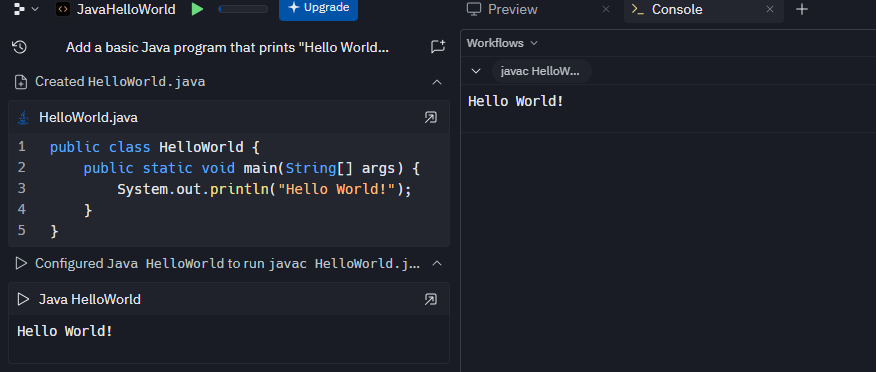 JavaHelloWorld
Upgrade
Add a basic Java program that prints "Hello World...
Created HelloWorld.java
HelloWorld.java
1 public class HelloWorld {
2     public static void main(String[] args) {
3         System.out.println("Hello World!");
4     }
5 }
Configured Java HelloWorld to run javac HelloWorld.j...
Java HelloWorld
Hello World!
Preview
Console
Workflows
javac HelloW...
Hello World!